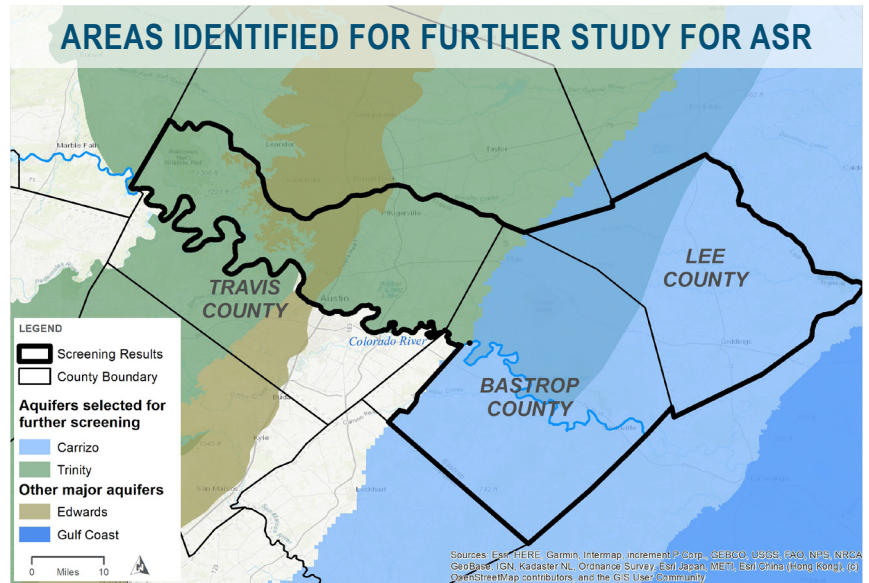 AREAS IDENTIFIED FOR FURTHER STUDY FOR ASR
Marble Falls
Leander
Taylor
Pflugerville
LEE
COUNTY
TRAVIS
COUNTY
Austin
Colorado River
Giddings
BASTROP
COUNTY
Buda
Kyle
San Marcos
Lockhart
LEGEND
Screening Results
County Boundary
Aquifers selected for
further screening
Carrizo
Trinity
Other major aquifers
Edwards
Gulf Coast
0 Miles 10
Sources: Esri, HERE, Garmin, Intermap, increment P Corp., GEBCO, USGS, FAO, NPS, NRCA
GeoBase, IGN, Kadaster NL, Ordnance Survey, Esri Japan, METI, Esri China (Hong Kong), (c)
OpenStreetMap contributors, and the GIS User Community